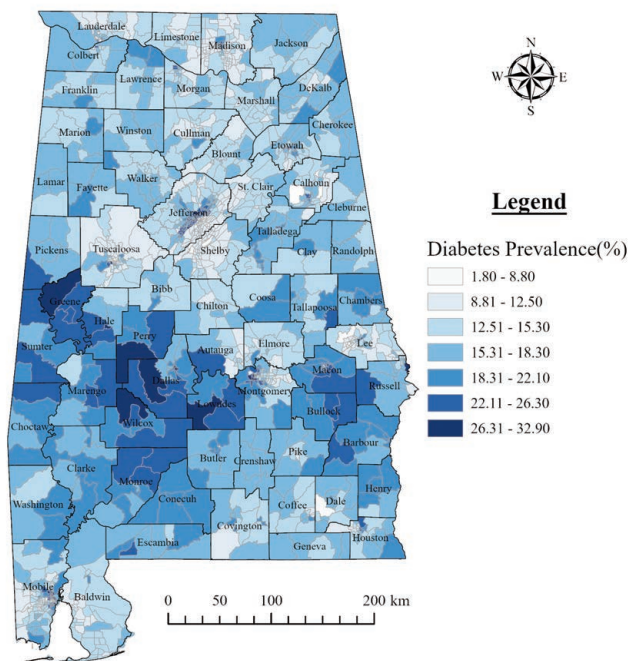 Lauderdale
Limestone
Madison
Jackson
Colbert
Lawrence
Franklin
Morgan
Marshall
DeKalb
Marion
Winston
Cullman
Cherokee
Etowah
Blount
Lamar
Fayette
Walker
St. Clair
Calhoun
Jefferson
Cleburne
Pickens
Tuscaloosa
Shelby
Talladega
Clay
Randolph
Bibb
Greene
Hale
Chilton
Coosa
Tallapoosa
Chambers
Perry
Sumter
Autauga
Elmore
Lee
Marengo
Dallas
Lowndes
Montgomery
Macon
Russell
Bullock
Choctaw
Wilcox
Barbour
Butler
Crenshaw
Pike
Clarke
Monroe
Henry
Washington
Conecuh
Coffee
Dale
Covington
Houston
Escambia
Geneva
Mobile
Baldwin
N
W E
S
Legend
Diabetes Prevalence(%)
1.80 - 8.80
8.81 - 12.50
12.51 - 15.30
15.31 - 18.30
18.31 - 22.10
22.11 - 26.30
26.31 - 32.90
0 50 100 200 km